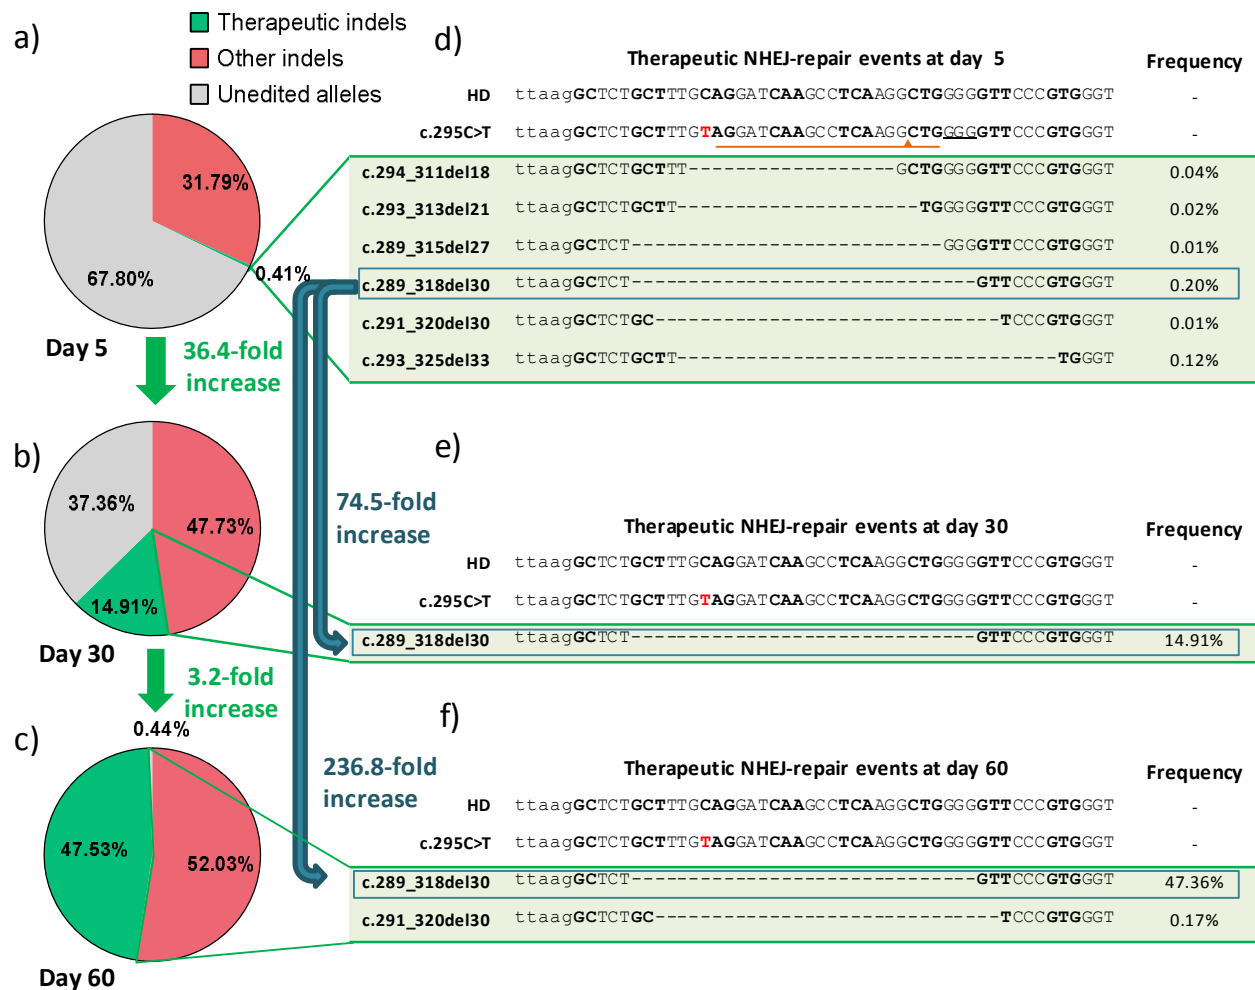 Therapeutic indels
Other indels
Unedited alleles
a)
31.79%
67.80%
0.41%
Day 5
36.4-fold
increase
b)
37.36%
47.73%
14.91%
Day 30
3.2-fold
increase
c)
0.44%
47.53%
52.03%
Day 60
74.5-fold
increase
236.8-fold
increase
d)
Therapeutic NHEJ-repair events at day 5 Frequency
HD ttaagGCTCTGCTTTGCAGGATCAAGCCTCAAGGCTGGGGGTTCCCGTGGGT -
c.295C>T ttaagGCTCTGCTTTGTAGGATCAAGCCTCAAGGCTGGGGGTTCCCGTGGGT -
c.294_311del18 ttaagGCTCTGCTTT------------------GCTGGGGGTTCCCGTGGGT 0.04%
c.293_313del21 ttaagGCTCTGCTT---------------------TGGGGGTTCCCGTGGGT 0.02%
c.289_315del27 ttaagGCTCT---------------------------GGGGTTCCCGTGGGT 0.01%
c.289_318del30 ttaagGCTCT------------------------------GTTCCCGTGGGT 0.20%
c.291_320del30 ttaagGCTCTGC------------------------------TCCCGTGGGT 0.01%
c.293_325del33 ttaagGCTCTGCTT---------------------------------TGGGT 0.12%
e)
Therapeutic NHEJ-repair events at day 30 Frequency
HD ttaagGCTCTGCTTTGCAGGATCAAGCCTCAAGGCTGGGGGTTCCCGTGGGT -
c.295C>T ttaagGCTCTGCTTTGTAGGATCAAGCCTCAAGGCTGGGGGTTCCCGTGGGT -
c.289_318del30 ttaagGCTCT------------------------------GTTCCCGTGGGT 14.91%
f)
Therapeutic NHEJ-repair events at day 60 Frequency
HD ttaagGCTCTGCTTTGCAGGATCAAGCCTCAAGGCTGGGGGTTCCCGTGGGT -
c.295C>T ttaagGCTCTGCTTTGTAGGATCAAGCCTCAAGGCTGGGGGTTCCCGTGGGT -
c.289_318del30 ttaagGCTCT------------------------------GTTCCCGTGGGT 47.36%
c.291_320del30 ttaagGCTCTGC------------------------------TCCCGTGGGT 0.17%